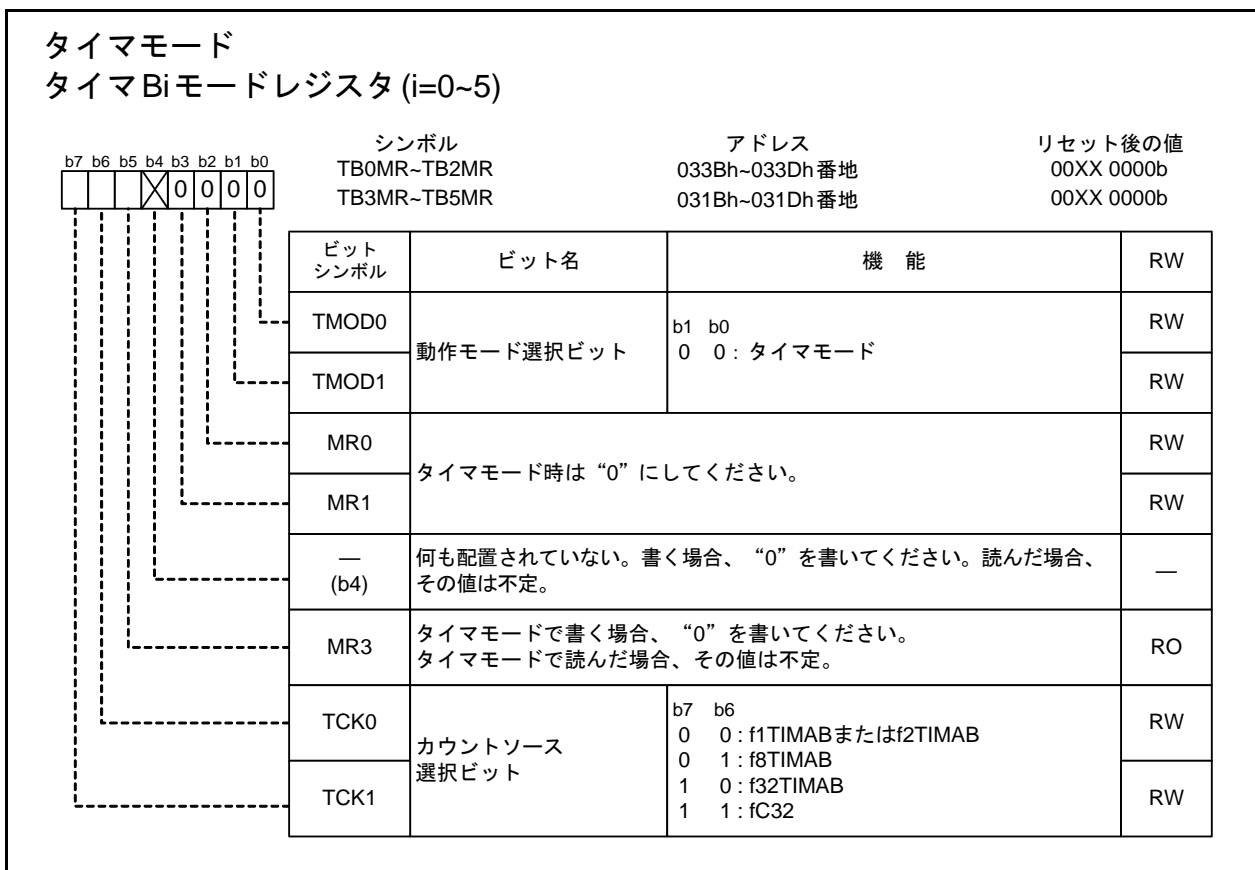 タイマモード
タイマBiモードレジスタ(i=0~5)
シンボル アドレス リセット後の値
b7 b6 b5 b4 b3 b2 b1 b0
TB0MR~TB2MR 033Bh~033Dh番地 00XX 0000b
0 0 0 0
TB3MR~TB5MR 031Bh~031Dh番地 00XX 0000b
ビット
シンボル
ビット名
機 能
RW
TMOD0
動作モード選択ビット
b1 b0
0 0 : タイマモード
RW
TMOD1
RW
MR0
タイマモード時は“0”にしてください。
RW
MR1
RW
—
(b4)
何も配置されていない。書く場合、“0”を書いてください。読んだ場合、
その値は不定。
—
MR3
タイマモードで書く場合、“0”を書いてください。
タイマモードで読んだ場合、その値は不定。
RO
TCK0
カウントソース
選択ビット
b7 b6
0 0 : f1TIMABまたはf2TIMAB
0 1 : f8TIMAB
1 0 : f32TIMAB
1 1 : fC32
RW
TCK1
RW